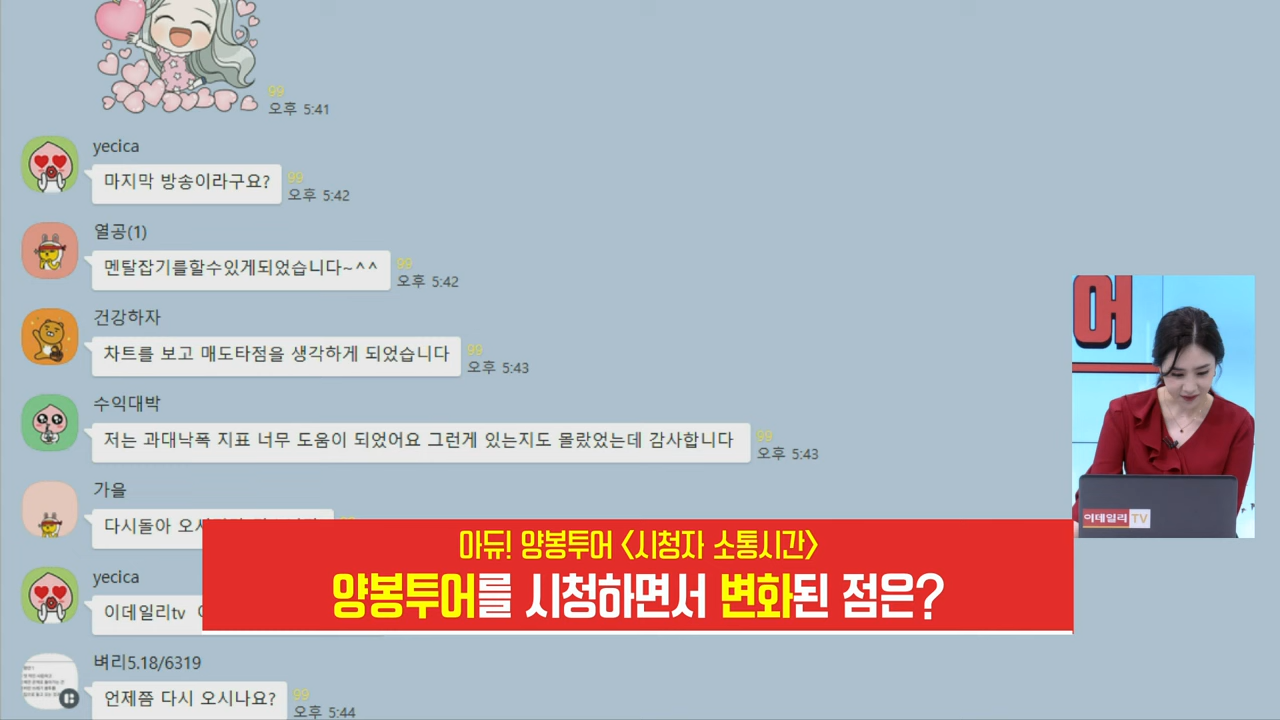 99
오후 5:41
yecica
마지막 방송이라구요?
99
오후 5:42
열공(1)
멘탈잡기를할수있게되었습니다~^^
99
오후 5:42
건강하자
차트를 보고 매도타점을 생각하게 되었습니다
99
오후 5:43
수익대박
저는 과대낙폭 지표 너무 도움이 되었어요 그런게 있는지도 몰랐었는데 감사합니다
99
오후 5:43
어
이데일리TV
가을
다시돌아
아듀! 양봉투어 〈시청자 소통시간〉
양봉투어를 시청하면서 변화된 점은?
yecica
이데일리tv
벼리5.18/6319
언제쯤 다시 오시나요?
99
오후 5:44